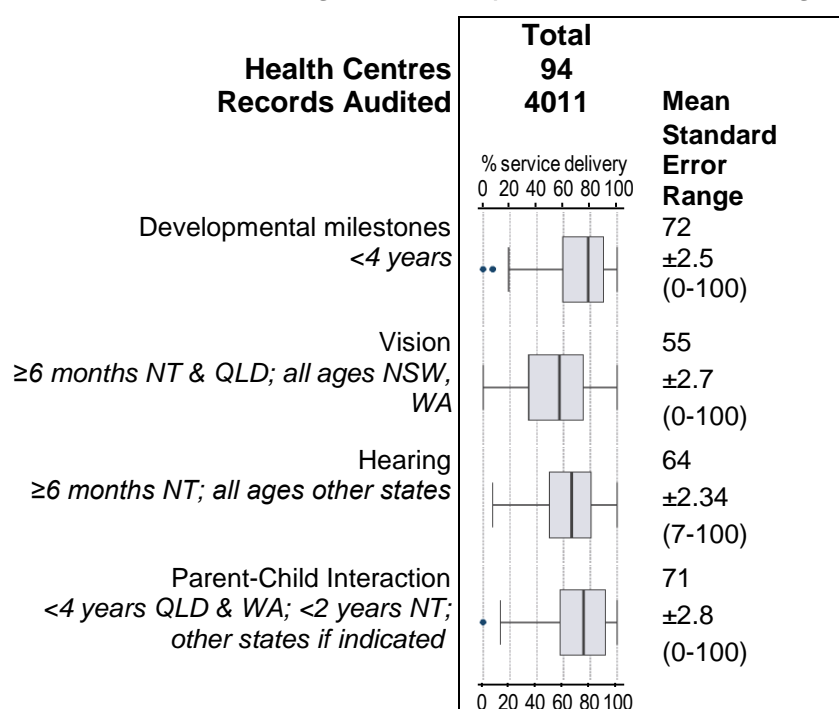 Total
Health Centres 94
Records Audited 4011 Mean
Standard
% service delivery Error
0 20 40 60 80 100 Range
Developmental milestones 72
<4 years ±2.5
(0-100)
Vision 55
≥6 months NT & QLD; all ages NSW, ±2.7
WA (0-100)
Hearing 64
≥6 months NT; all ages other states ±2.34
(7-100)
Parent-Child Interaction 71
<4 years QLD & WA; <2 years NT; ±2.8
other states if indicated (0-100)
0 20 40 60 80 100